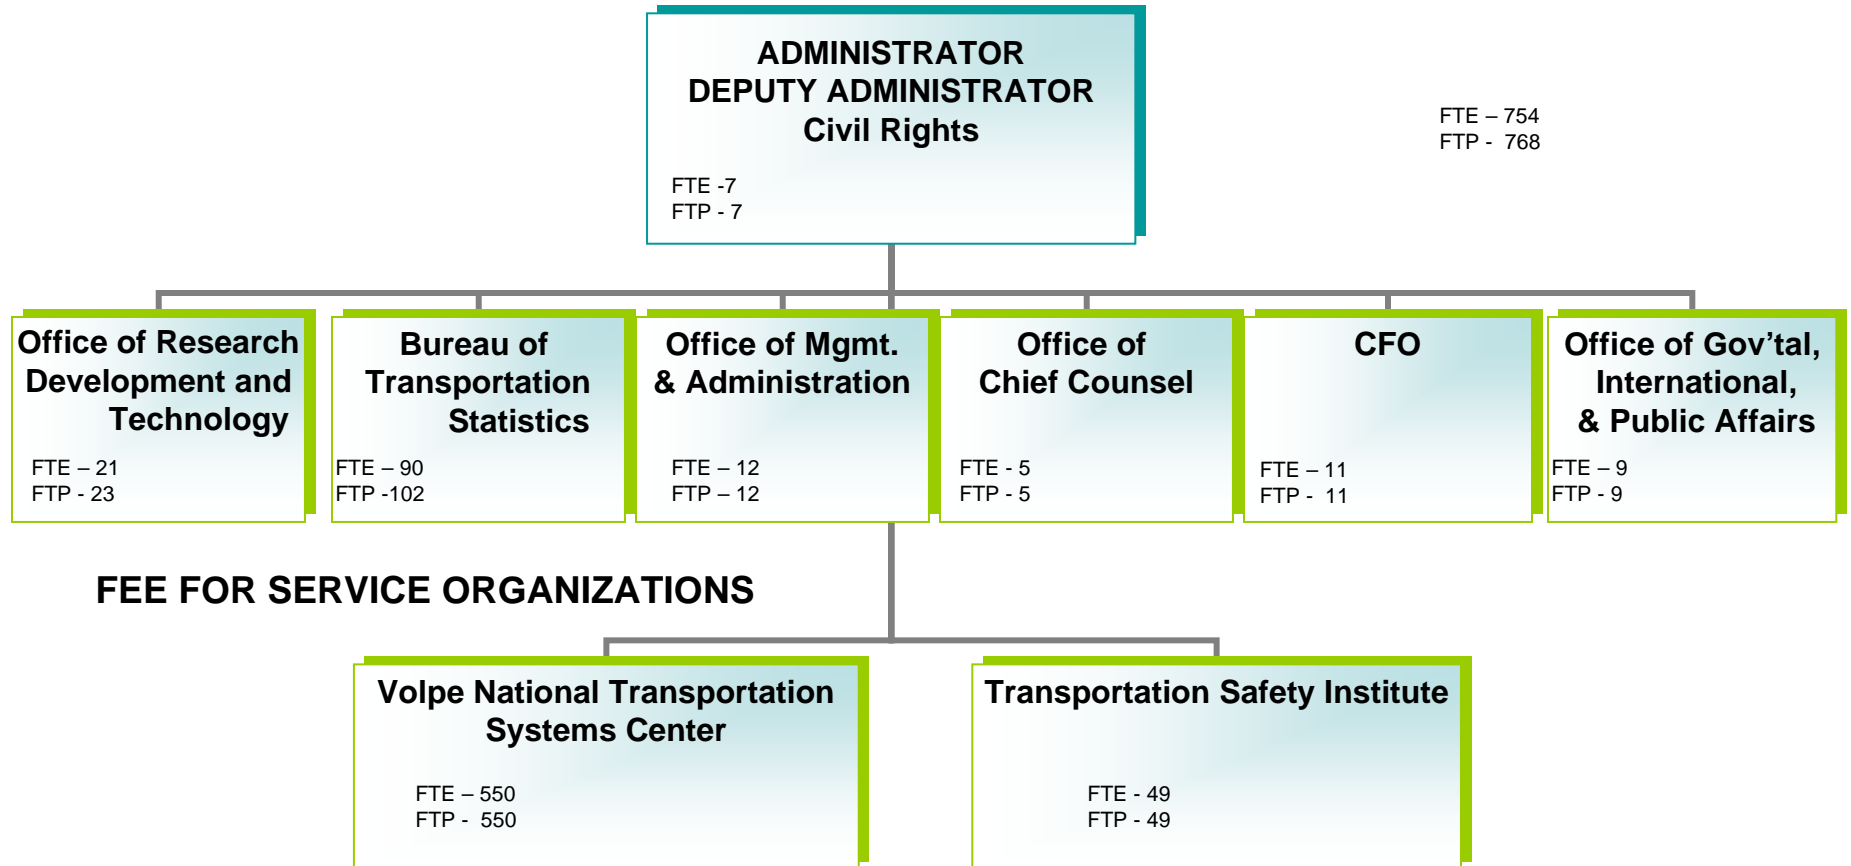 ADMINISTRATOR
DEPUTY ADMINISTRATOR
Civil Rights
FTE -7
FTP - 7
FTE – 754
FTP -  768
Office of Research
Development and
Technology
FTE – 21
FTP - 23
Bureau of
Transportation
Statistics
FTE – 90
FTP -102
Office of Mgmt.
& Administration
FTE – 12
FTP – 12
Office of
Chief Counsel
FTE - 5
FTP - 5
CFO
FTE – 11
FTP -  11
Office of Gov’tal,
International,
& Public Affairs
FTE – 9
FTP - 9
FEE FOR SERVICE ORGANIZATIONS
Volpe National Transportation
Systems Center
FTE – 550
FTP -  550
Transportation Safety Institute
FTE - 49
FTP - 49